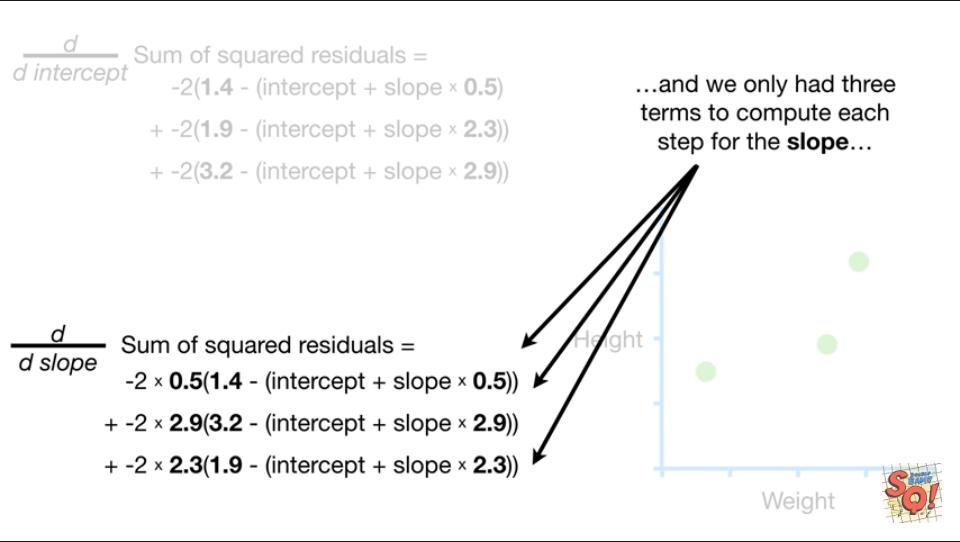 d
d intercept
Sum of squared residuals =
-2(1.4 - (intercept + slope × 0.5)
+ -2(1.9 - (intercept + slope × 2.3))
+ -2(3.2 - (intercept + slope × 2.9))
…and we only had three
terms to compute each
step for the slope…
Height
d
d slope
Sum of squared residuals =
-2 × 0.5(1.4 - (intercept + slope × 0.5))
+ -2 × 2.9(3.2 - (intercept + slope × 2.9))
+ -2 × 2.3(1.9 - (intercept + slope × 2.3))
Weight
SQ!